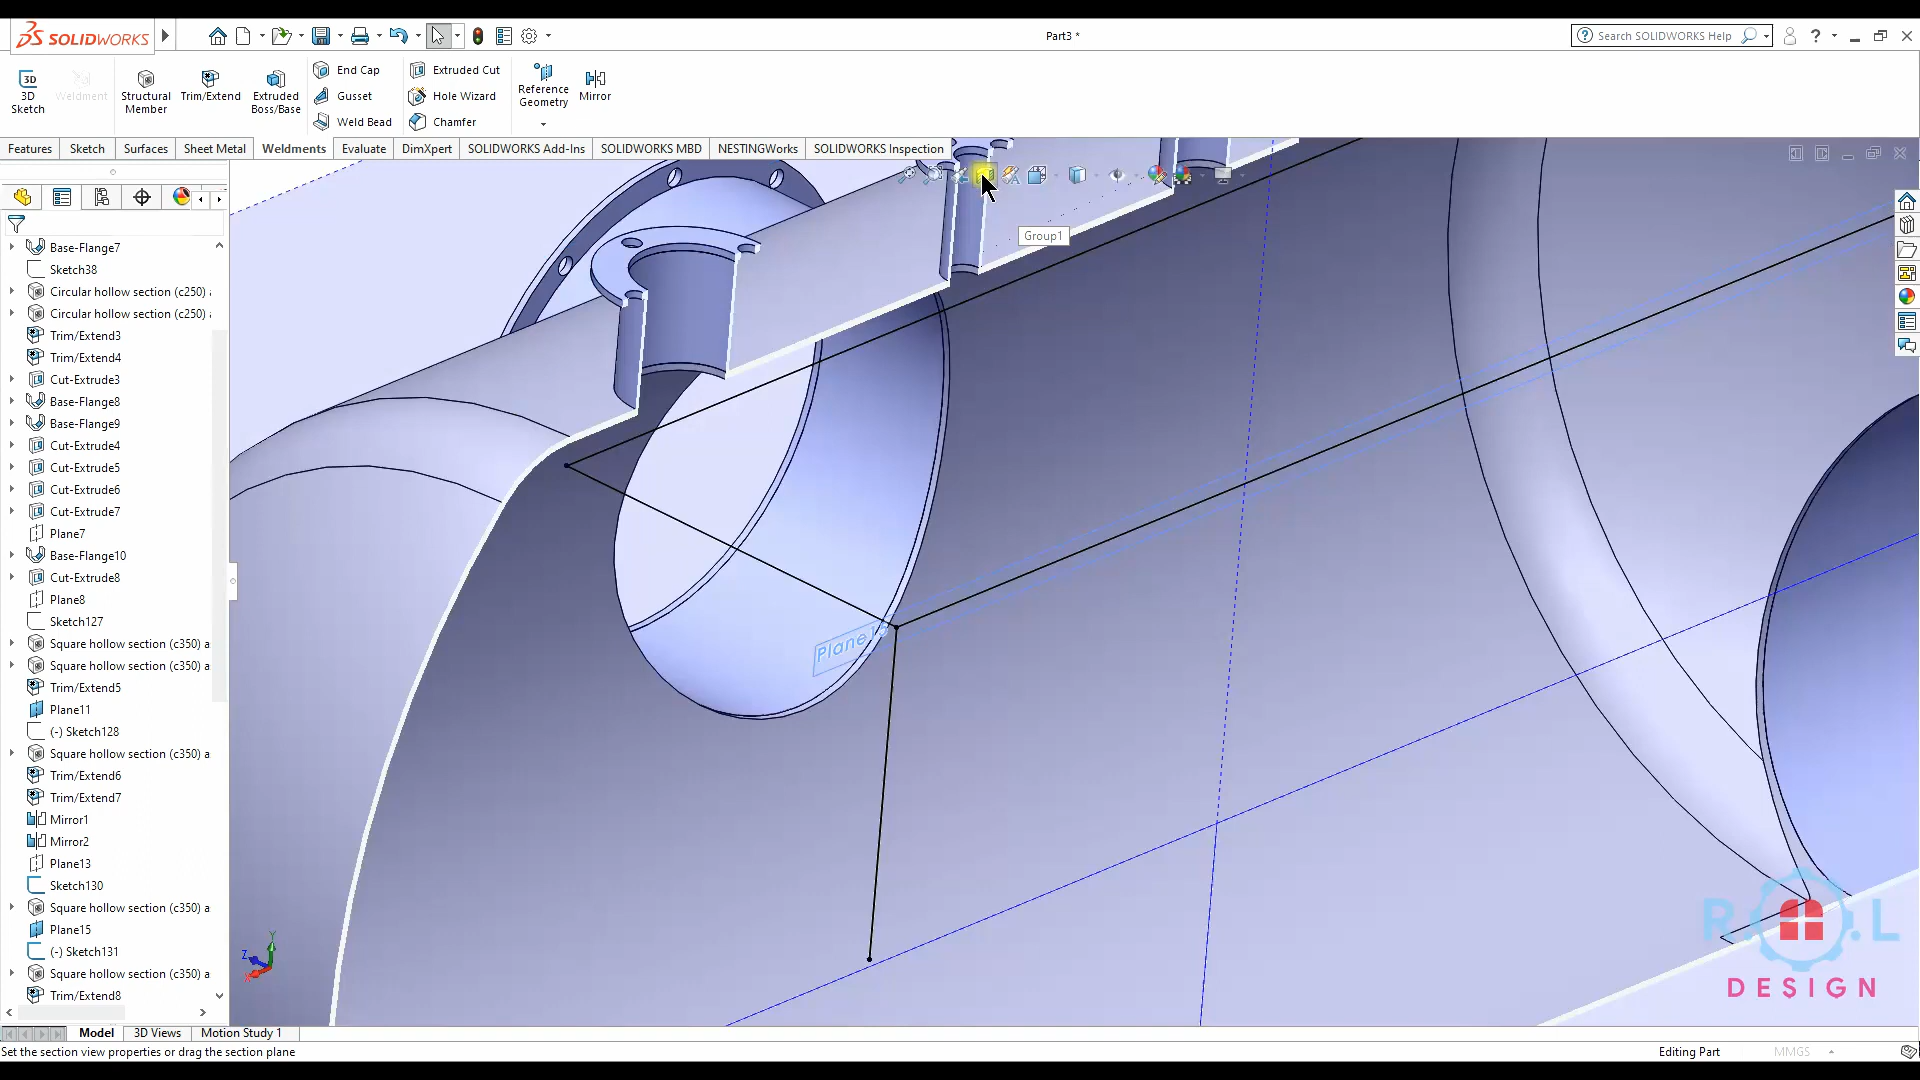 SOLIDWORKS
Part3 *
Search SOLIDWORKS Help
3D Sketch
Weldment
Structural Member
Trim/Extend
Extruded Boss/Base
End Cap
Gusset
Weld Bead
Extruded Cut
Hole Wizard
Chamfer
Reference Geometry
Mirror
Features
Sketch
Surfaces
Sheet Metal
Weldments
Evaluate
DimXpert
SOLIDWORKS Add-Ins
SOLIDWORKS MBD
NESTINGWorks
SOLIDWORKS Inspection
Group1
Base-Flange7
Sketch38
Circular hollow section (c250)
Circular hollow section (c250)
Trim/Extend3
Trim/Extend4
Cut-Extrude3
Base-Flange8
Base-Flange9
Cut-Extrude4
Cut-Extrude5
Cut-Extrude6
Cut-Extrude7
Plane7
Base-Flange10
Cut-Extrude8
Plane8
Sketch127
Square hollow section (c350) a
Square hollow section (c350) a
Trim/Extend5
Plane11
(-) Sketch128
Square hollow section (c350) a
Trim/Extend6
Trim/Extend7
Mirror1
Mirror2
Plane13
Sketch130
Square hollow section (c350) a
Plane15
(-) Sketch131
Square hollow section (c350) a
Trim/Extend8
Z
Y
X
DESIGN
Model
3D Views
Motion Study 1
Set the section view properties or drag the section plane
Editing Part
MMGS